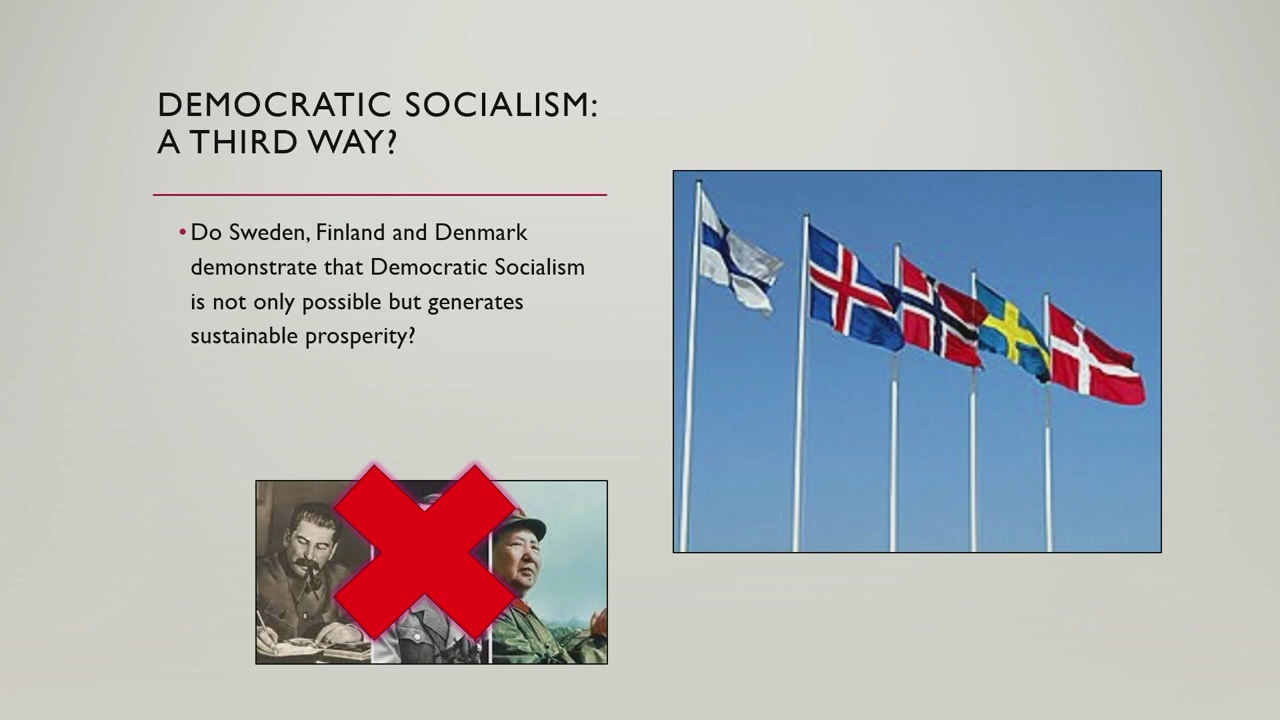 DEMOCRATIC SOCIALISM:
A THIRD WAY?
•Do Sweden, Finland and Denmark
demonstrate that Democratic Socialism
is not only possible but generates
sustainable prosperity?